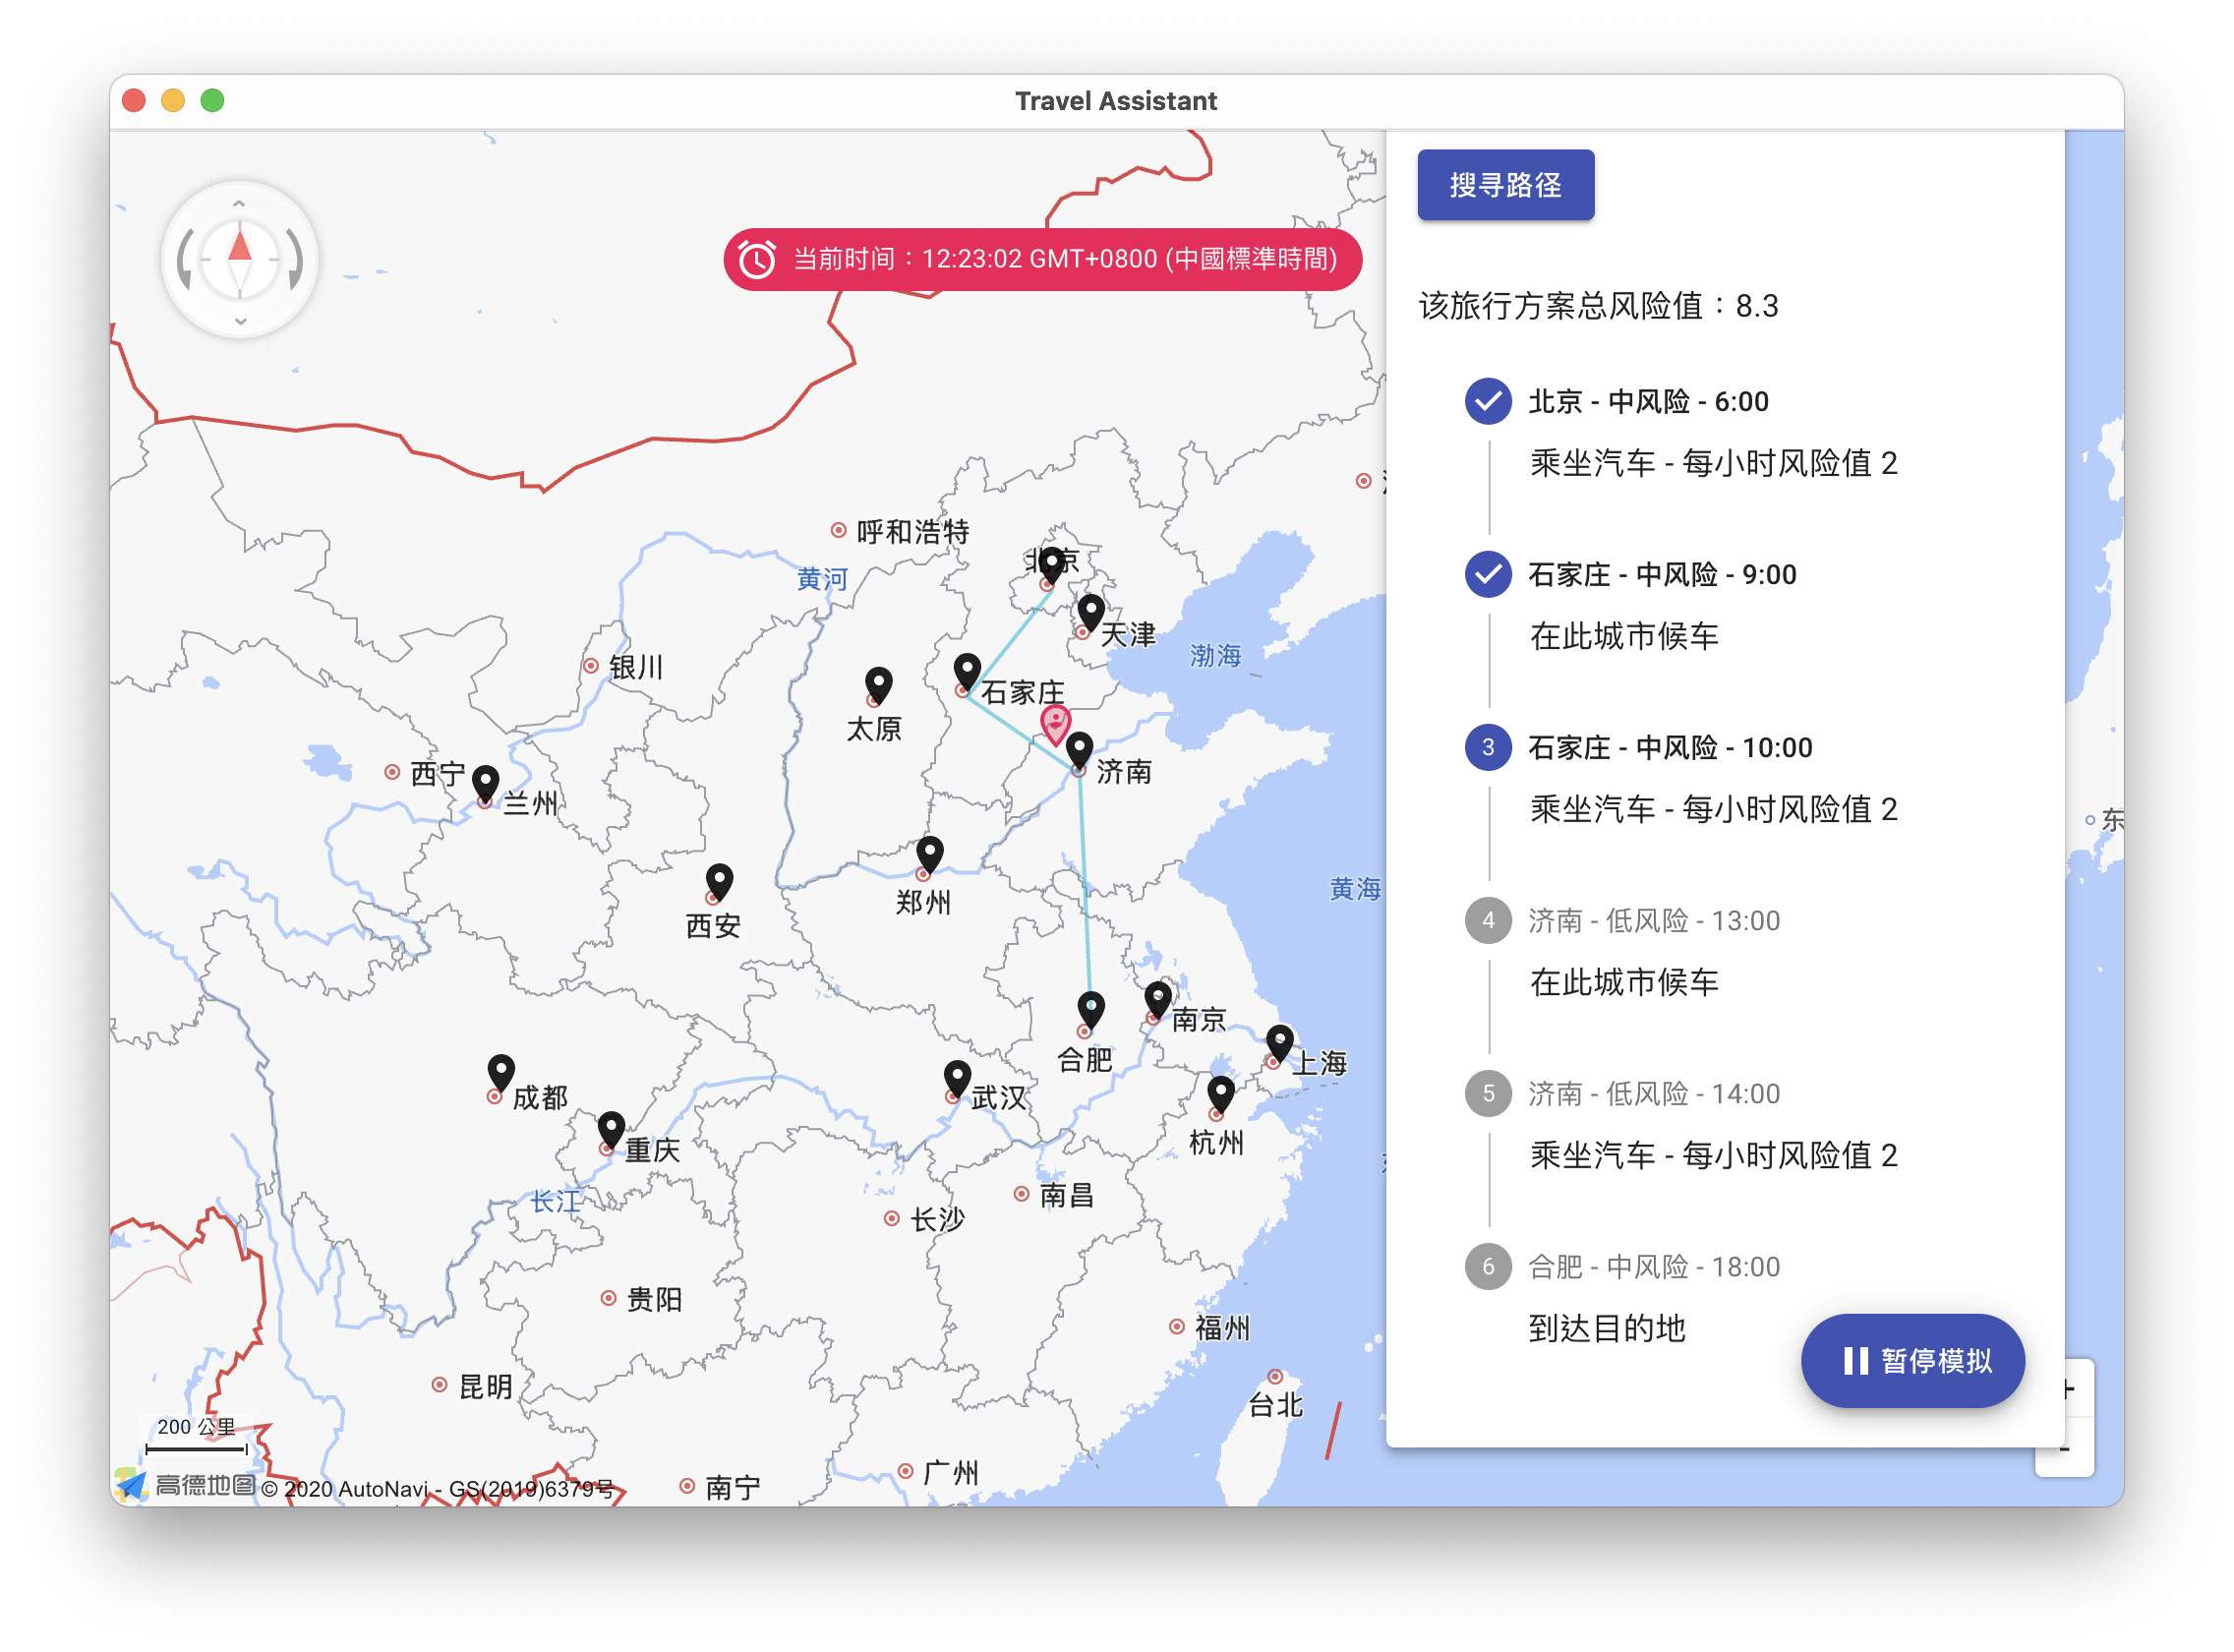 Travel Assistant
搜寻路径
当前时间：12:23:02 GMT+0800 (中國標準時間)
该旅行方案总风险值：8.3
北京 - 中风险 - 6:00
乘坐汽车 - 每小时风险值 2
石家庄 - 中风险 - 9:00
在此城市候车
3 石家庄 - 中风险 - 10:00
乘坐汽车 - 每小时风险值 2
4 济南 - 低风险 - 13:00
在此城市候车
5 济南 - 低风险 - 14:00
乘坐汽车 - 每小时风险值 2
6 合肥 - 中风险 - 18:00
到达目的地
暂停模拟
呼和浩特
北京
黄河
天津
渤海
银川
石家庄
太原
济南
西宁
兰州
东
郑州
黄海
西安
南京
合肥
上海
成都
武汉
杭州
重庆
南昌
长江
长沙
贵阳
福州
昆明
台北
200 公里
广州
南宁
高德地图 © 2020 AutoNavi - GS(2019)6379号